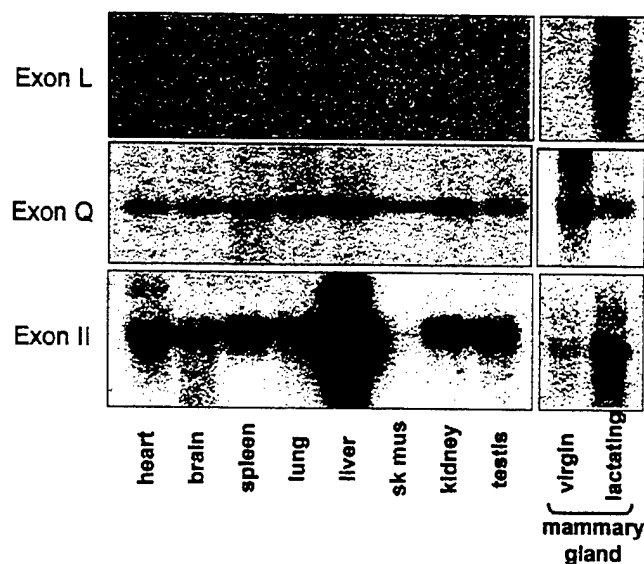 Exon L
Exon Q
Exon II
heart
brain
spleen
lung
liver
sk mus
kidney
testis
virgin
lactating
mammary
gland